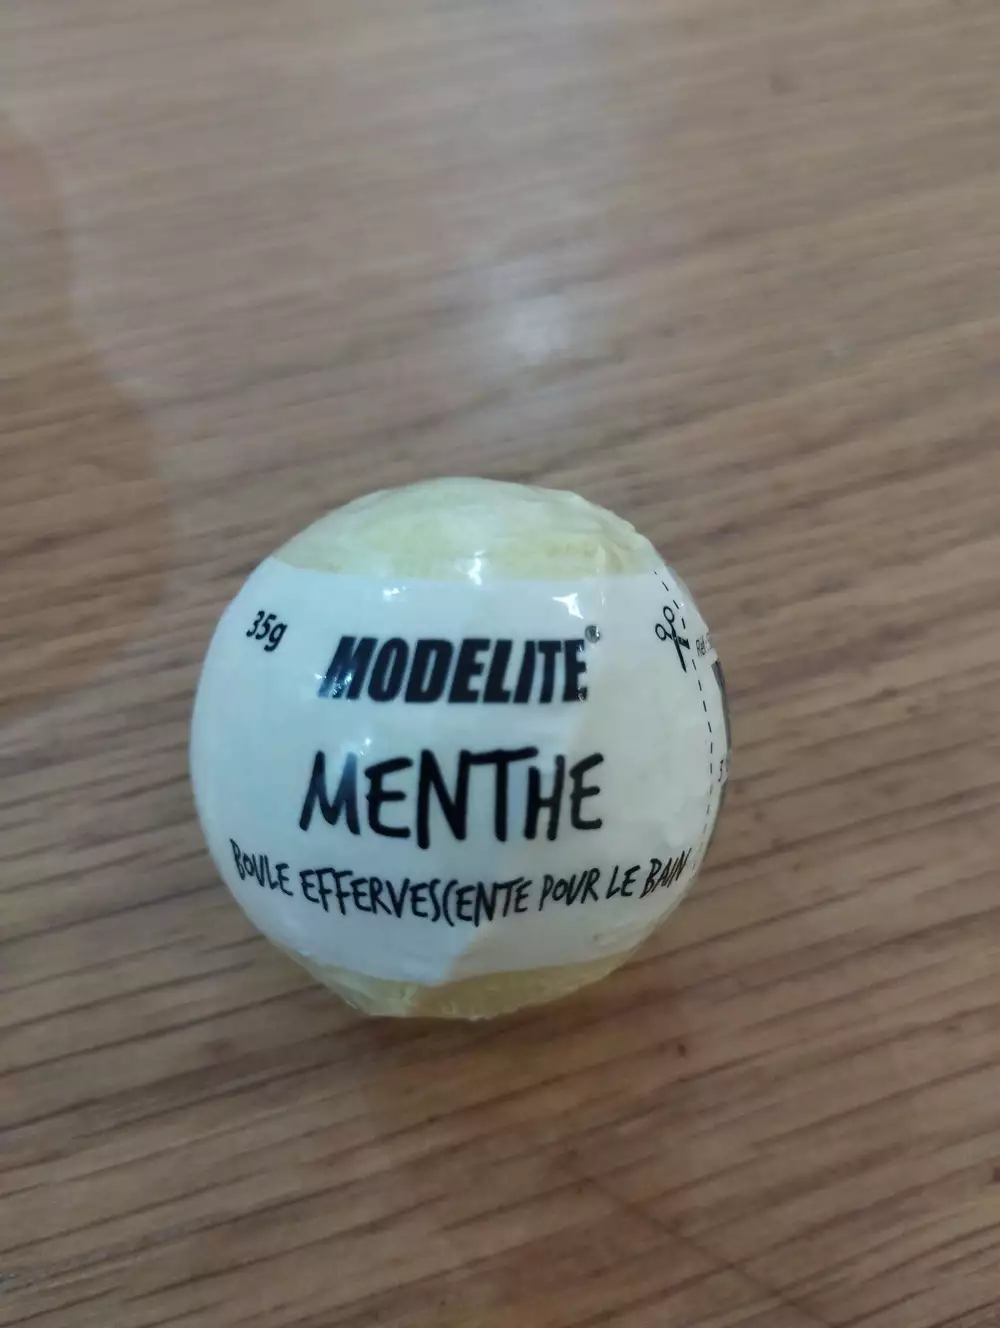 35g
MODELITE®
MENTHE
BOULE EFFERVESCENTE POUR LE BAIN